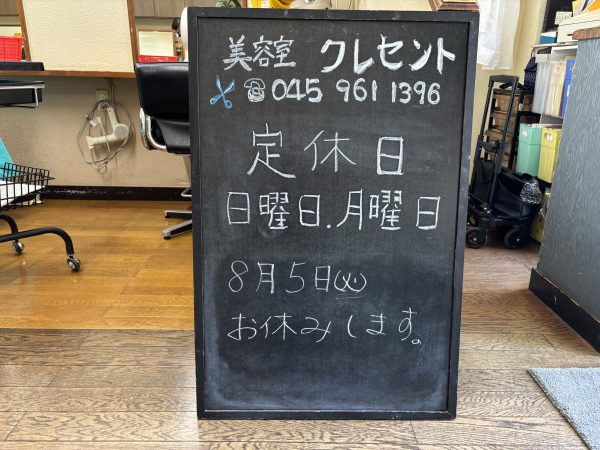 美容室 クレセント
☎ 045 961 1396
定休日
日曜日.月曜日
8月5日(火)
お休みします。